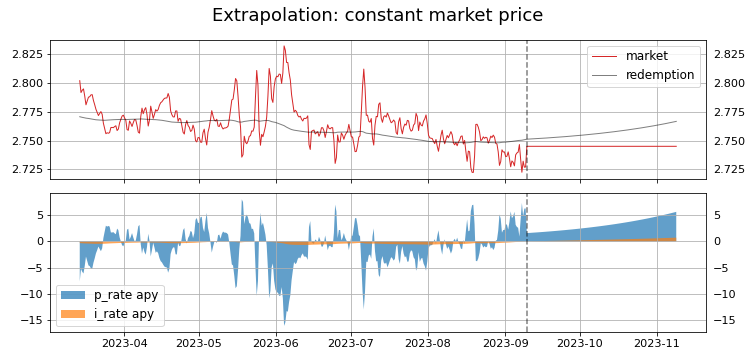 Extrapolation: constant market price
2.825 2.825
2.800 2.800
2.775 2.775
2.750 2.750
2.725 2.725
market
redemption
5 5
0 0
−5 −5
−10 −10
−15 −15
p_rate apy
i_rate apy
2023-04 2023-05 2023-06 2023-07 2023-08 2023-09 2023-10 2023-11